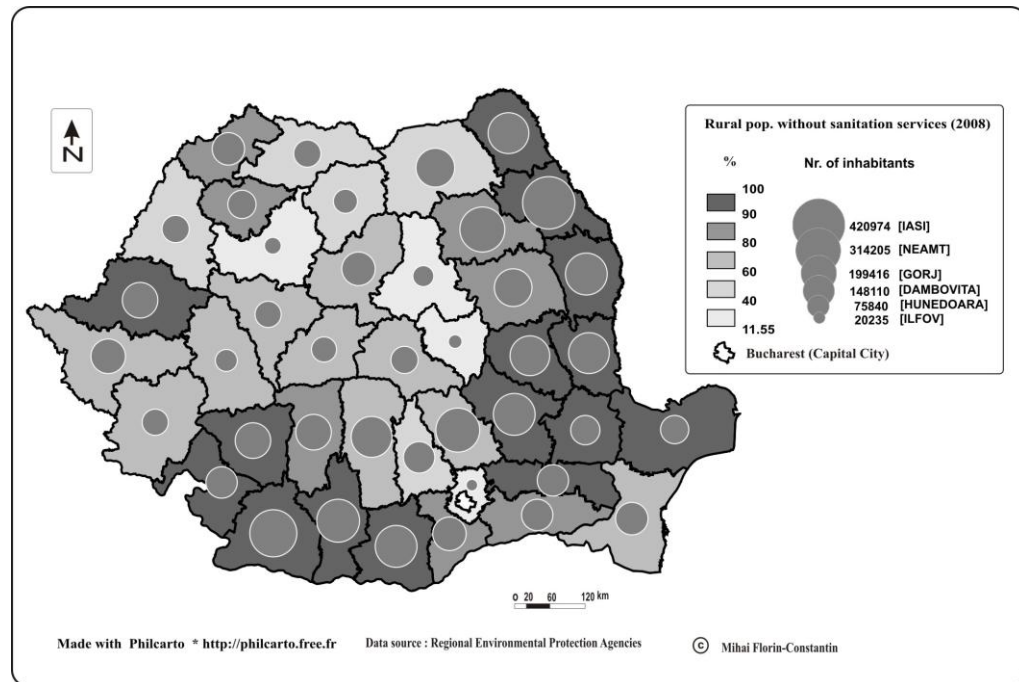 N
Rural pop. without sanitation services (2008)
%
Nr. of inhabitants
100
90
80
60
40
11.55
420974 [IASI]
314205 [NEAMT]
199416 [GORJ]
148110 [DAMBOVITA]
75840 [HUNEDOARA]
20235 [ILFOV]
Bucharest (Capital City)
0 20 60 120 km
Made with Philcarto * http://philcarto.free.fr
Data source : Regional Environmental Protection Agencies
© Mihai Florin-Constantin